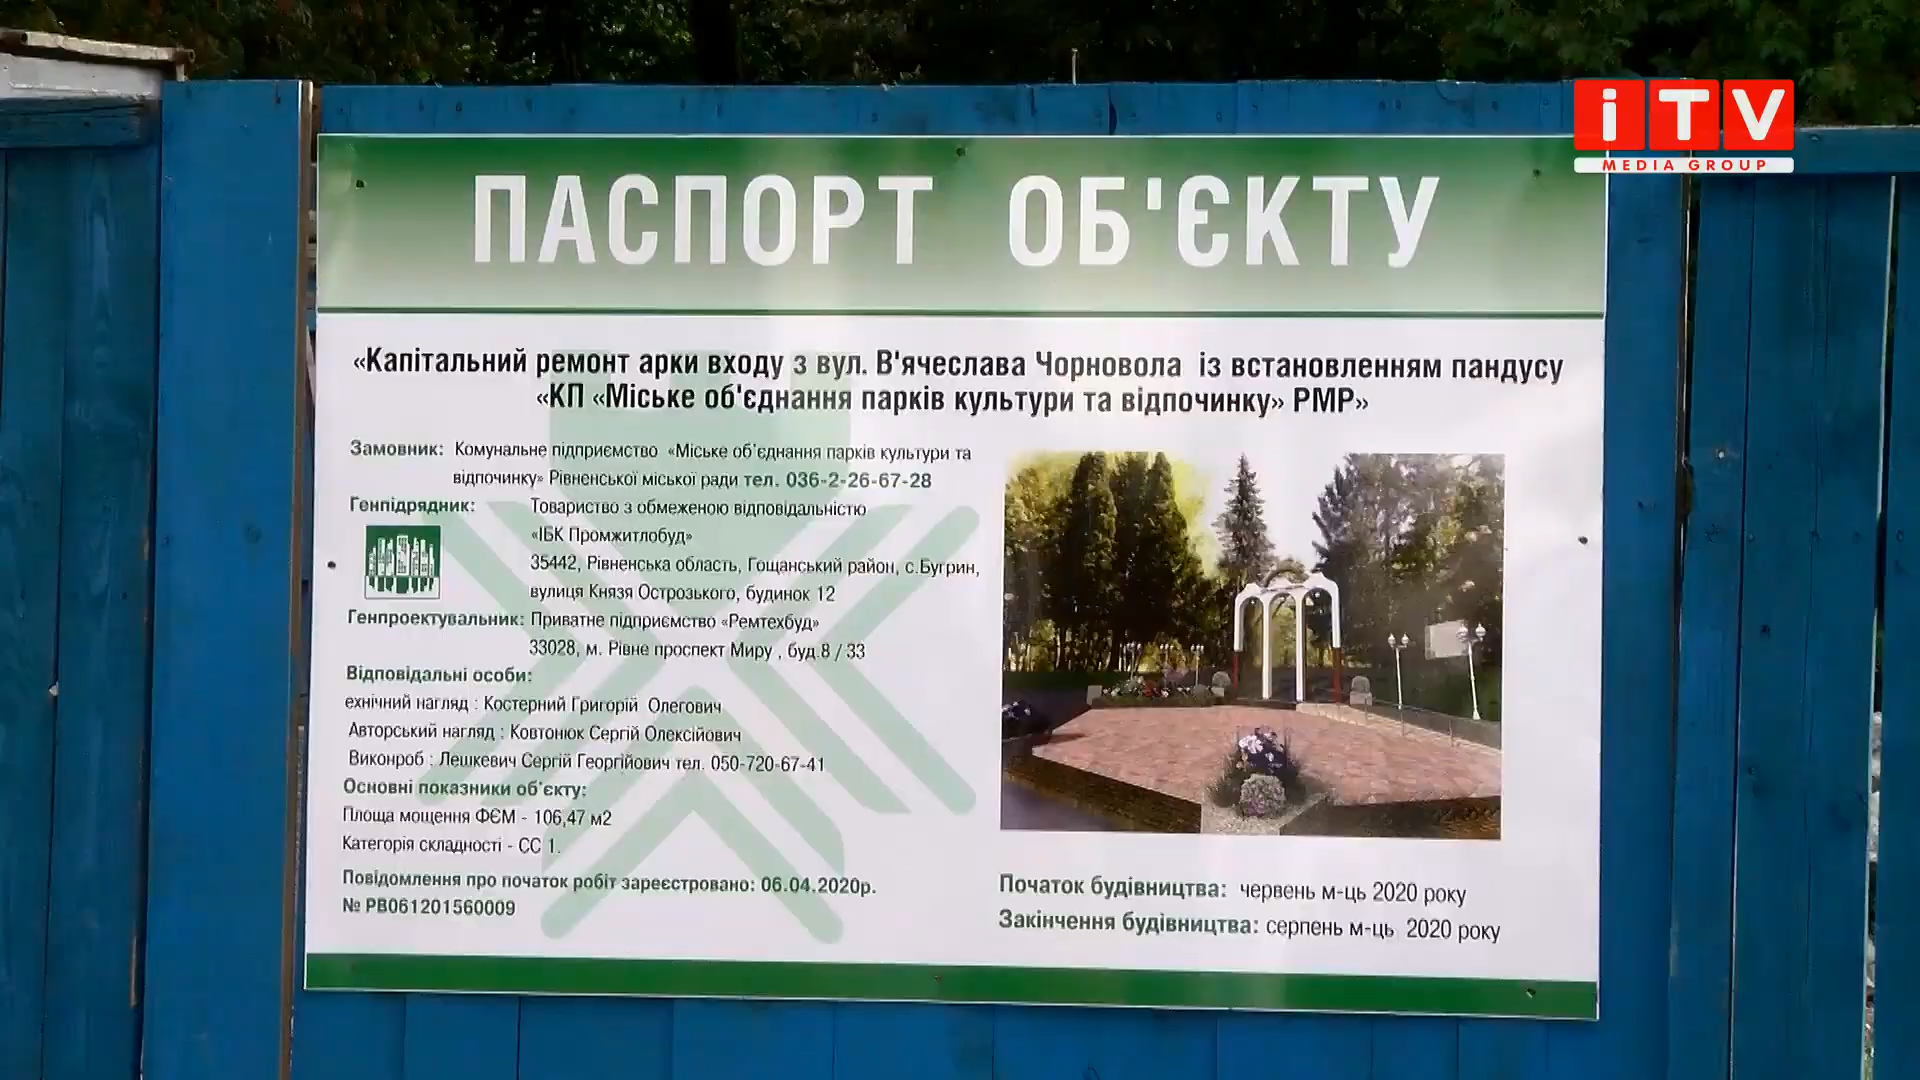 iTV
MEDIA GROUP
ПАСПОРТ ОБ'ЄКТУ
«Капітальний ремонт арки входу з вул. В'ячеслава Чорновола із встановленням пандусу
«КП «Міське об'єднання парків культури та відпочинку» РМР»
Замовник: Комунальне підприємство «Міське об'єднання парків культури та
відпочинку» Рівненської міської ради тел. 036-2-26-67-28
Генпідрядник: Товариство з обмеженою відповідальністю
«ІБК Промжитлобуд»
35442, Рівненська область, Гощанський район, с.Бугрин,
вулиця Князя Острозького, будинок 12
Генпроектувальник: Приватне підприємство «Ремтехбуд»
33028, м. Рівне проспект Миру , буд.8 / 33
Відповідальні особи:
ехнічний нагляд : Костерний Григорій Олегович
Авторський нагляд : Ковтонюк Сергій Олексійович
Виконроб : Лешкевич Сергій Георгійович тел. 050-720-67-41
Основні показники об'єкту:
Площа мощення ФЄМ - 106,47 м2
Категорія складності - СС 1.
Повідомлення про початок робіт зареєстровано: 06.04.2020р.
№ РВ061201560009
Початок будівництва: червень м-ць 2020 року
Закінчення будівництва: серпень м-ць 2020 року